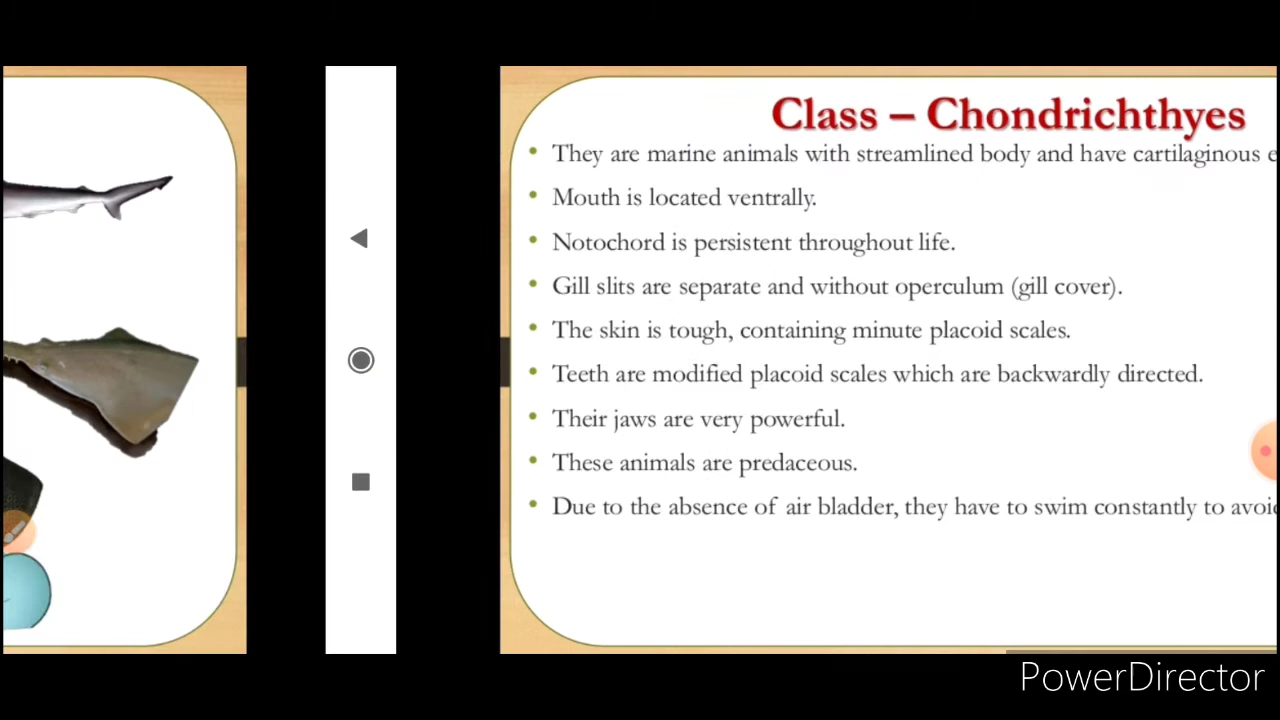 Class – Chondrichthyes
• They are marine animals with streamlined body and have cartilaginous
• Mouth is located ventrally.
• Notochord is persistent throughout life.
• Gill slits are separate and without operculum (gill cover).
• The skin is tough, containing minute placoid scales.
• Teeth are modified placoid scales which are backwardly directed.
• Their jaws are very powerful.
• These animals are predaceous.
• Due to the absence of air bladder, they have to swim constantly to
PowerDirector